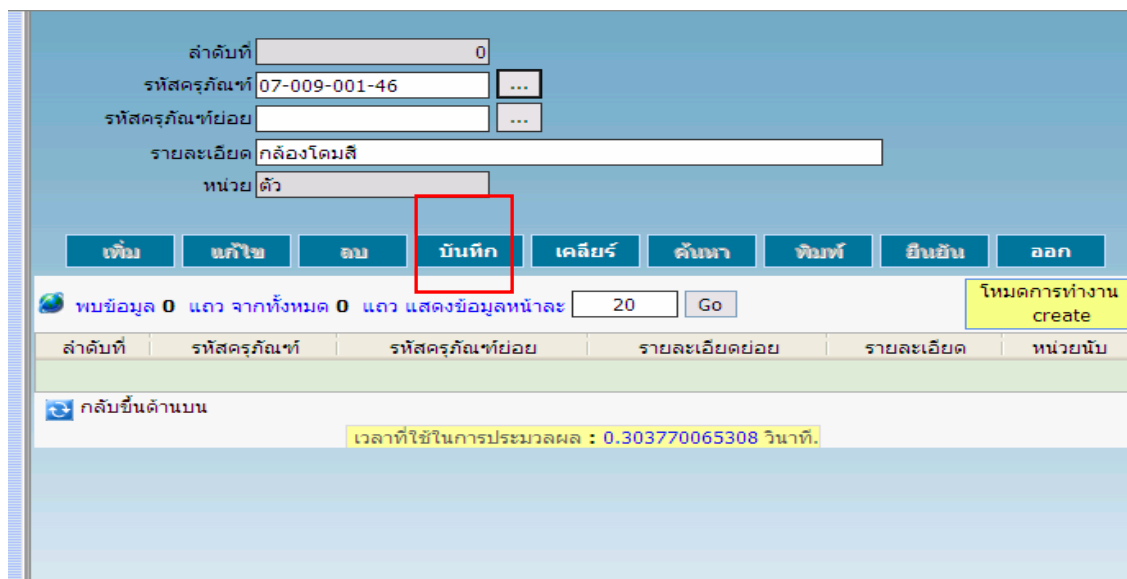 ลำดับที่ 0
รหัสครุภัณฑ์ 07-009-001-46 ...
รหัสครุภัณฑ์ย่อย ...
รายละเอียด กล้องโดมสี
หน่วย ตัว
เพิ่ม แก้ไข ลบ บันทึก เคลียร์ ค้นหา พิมพ์ ยืนยัน ออก
พบข้อมูล 0 แถว จากทั้งหมด 0 แถว แสดงข้อมูลหน้าละ 20 Go
โหมดการทำงาน
create
ลำดับที่ รหัสครุภัณฑ์ รหัสครุภัณฑ์ย่อย รายละเอียดย่อย รายละเอียด หน่วยนับ
กลับขึ้นด้านบน
เวลาที่ใช้ในการประมวลผล : 0.303770065308 วินาที.